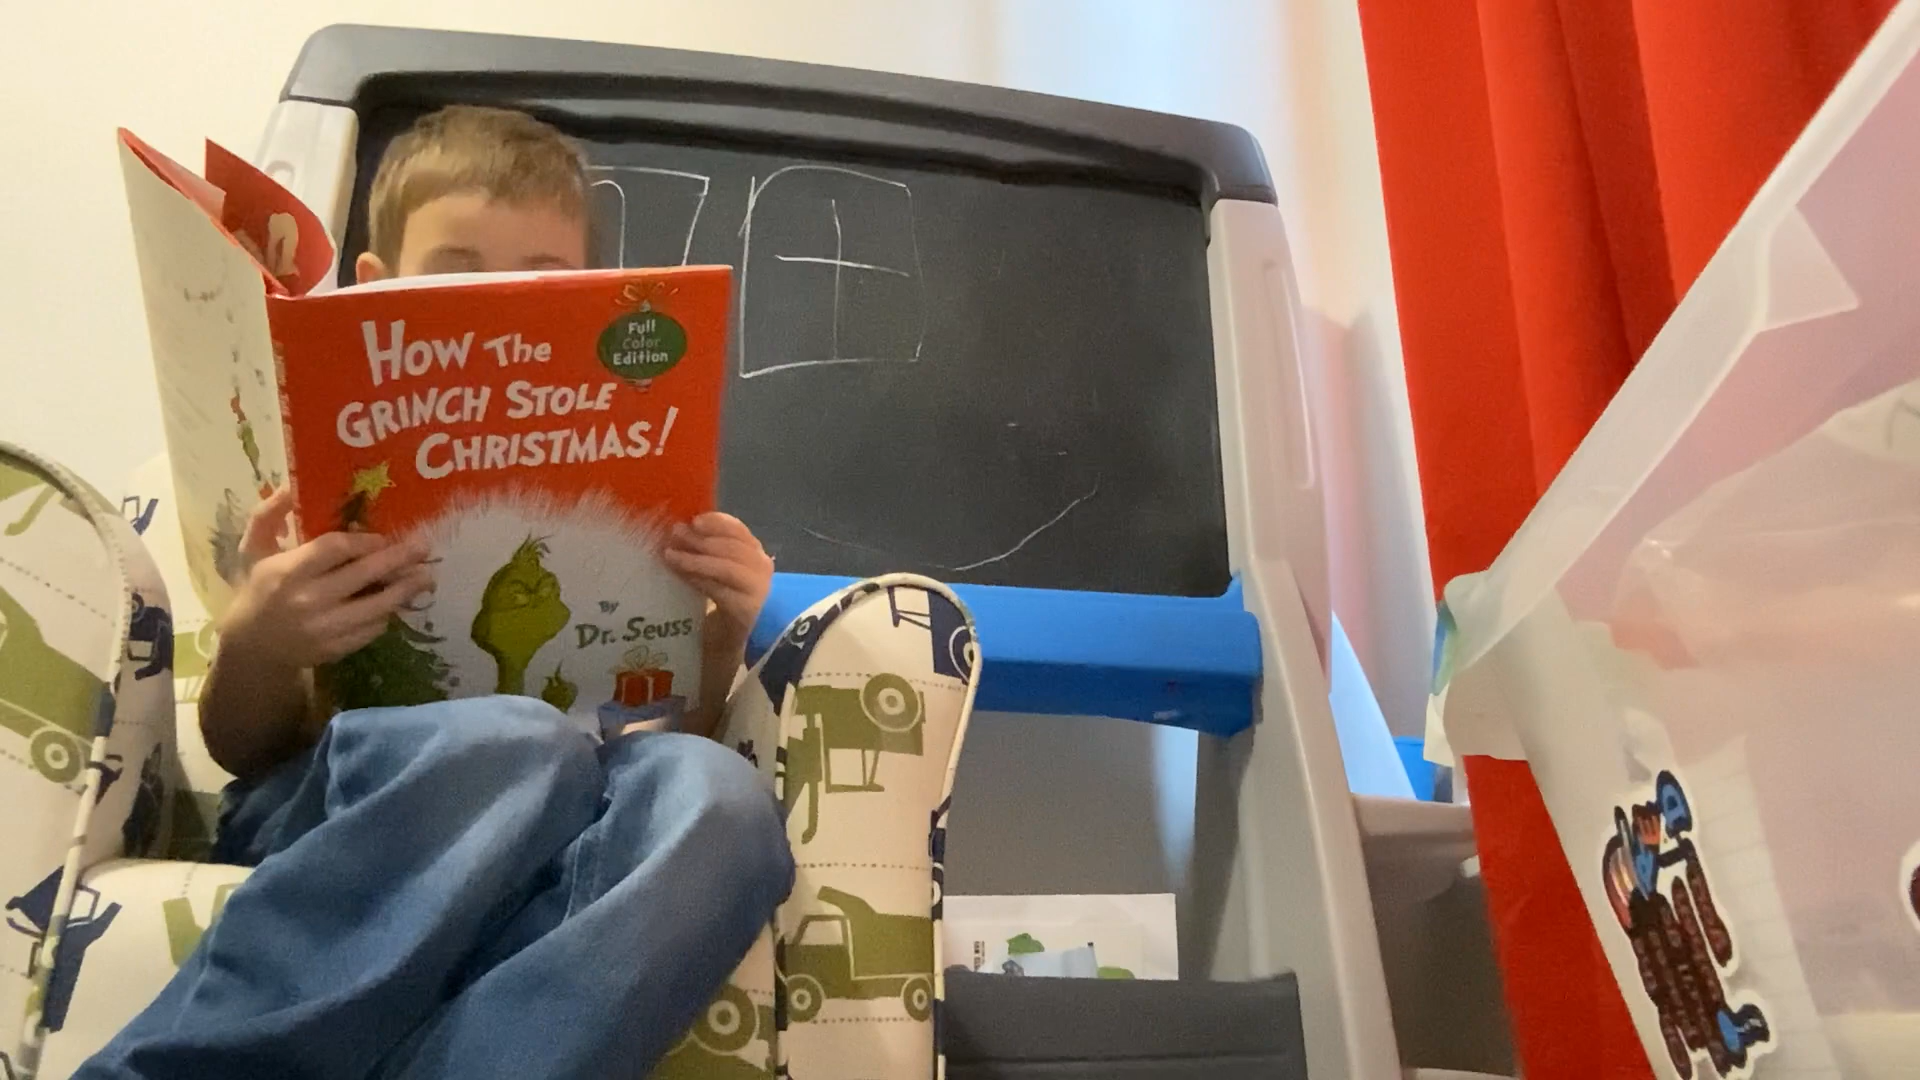 How The
Grinch Stole
Christmas!
Full
Color
Edition
By
Dr. Seuss